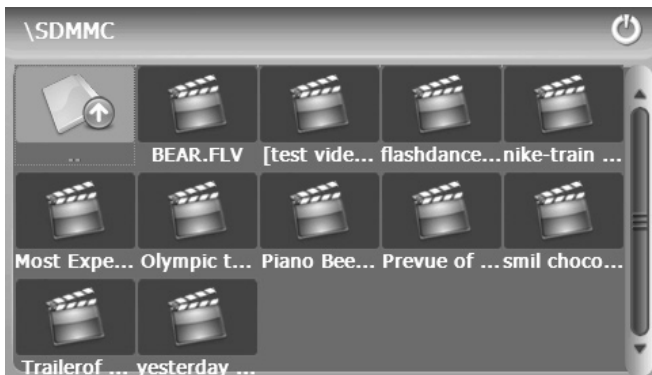 \SDMMC
.. BEAR.FLV [test vide... flashdance... nike-train ...
Most Expe... Olympic t... Piano Bee... Prevue of ... smil choco...
Trailerof ... yesterday ...